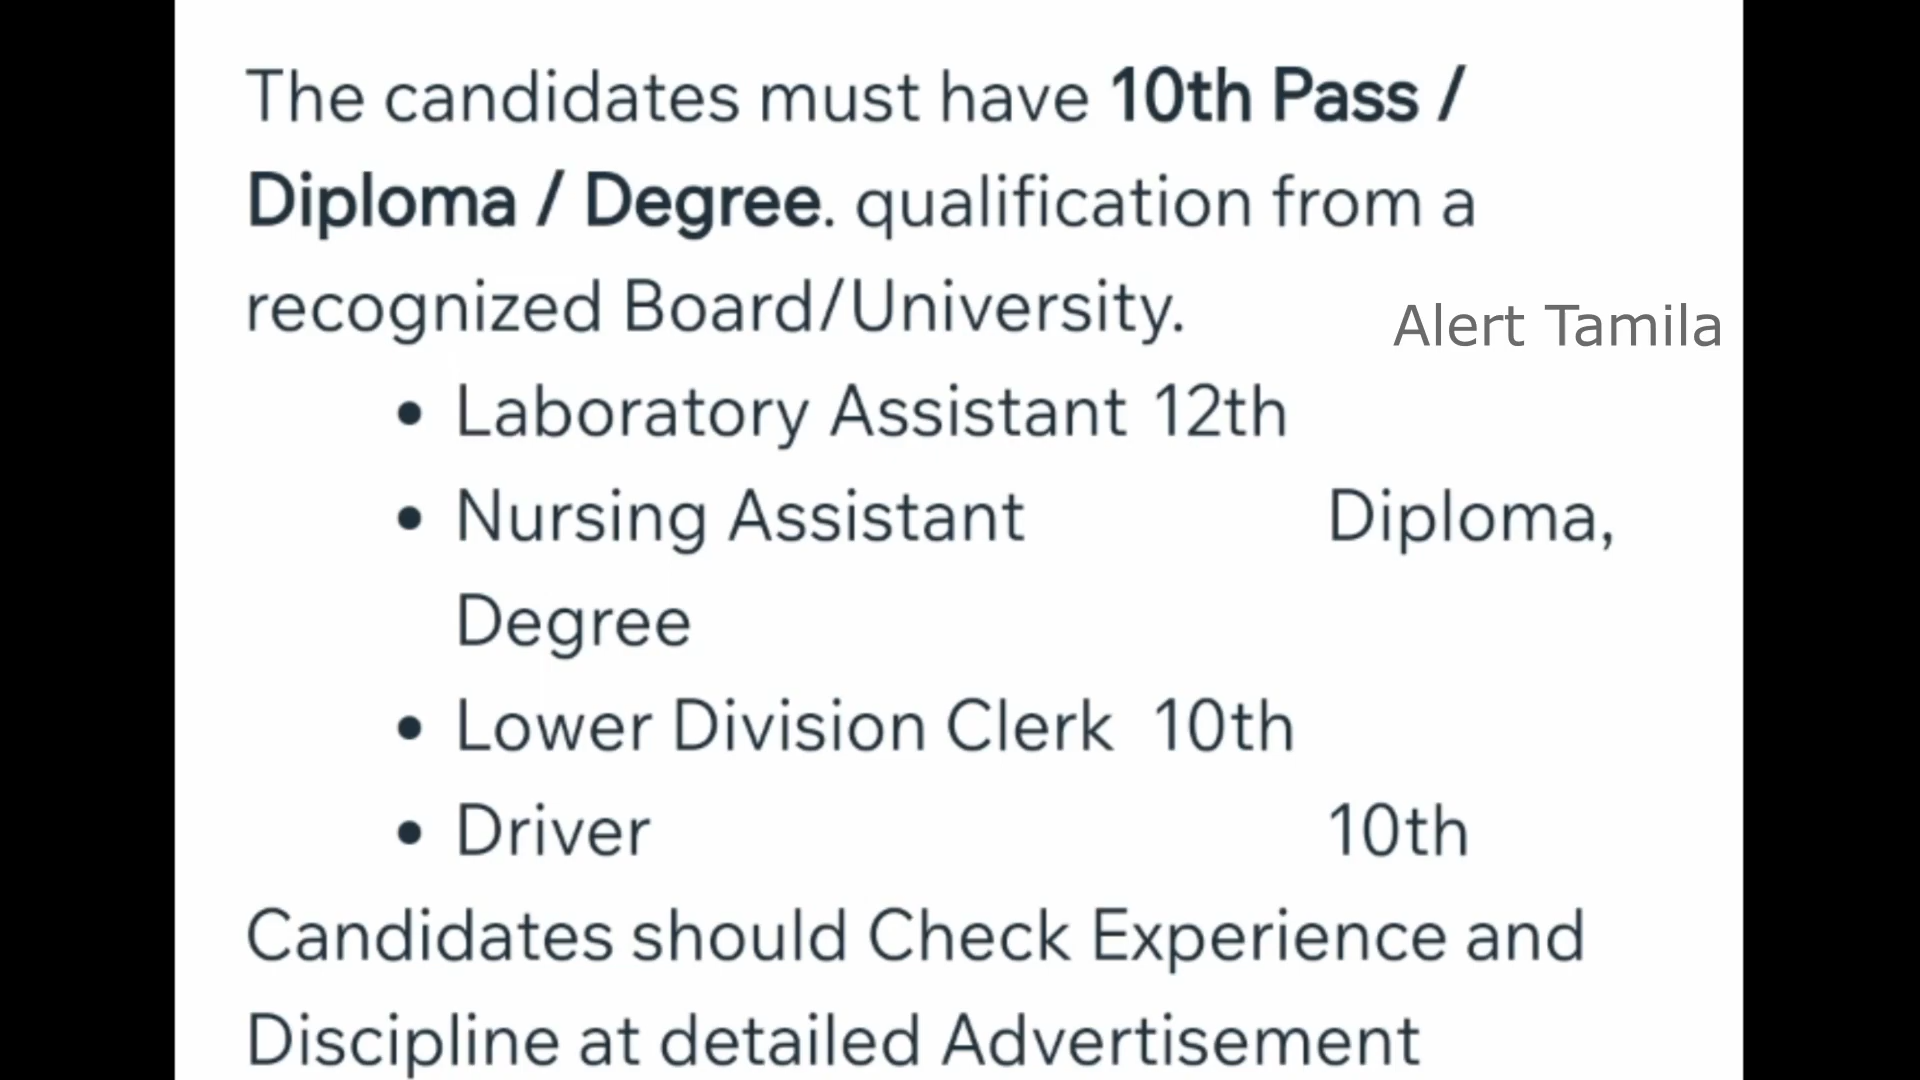 The candidates must have 10th Pass /
Diploma / Degree. qualification from a
recognized Board/University.
Alert Tamila
• Laboratory Assistant 12th
• Nursing Assistant Diploma,
Degree
• Lower Division Clerk 10th
• Driver 10th
Candidates should Check Experience and
Discipline at detailed Advertisement